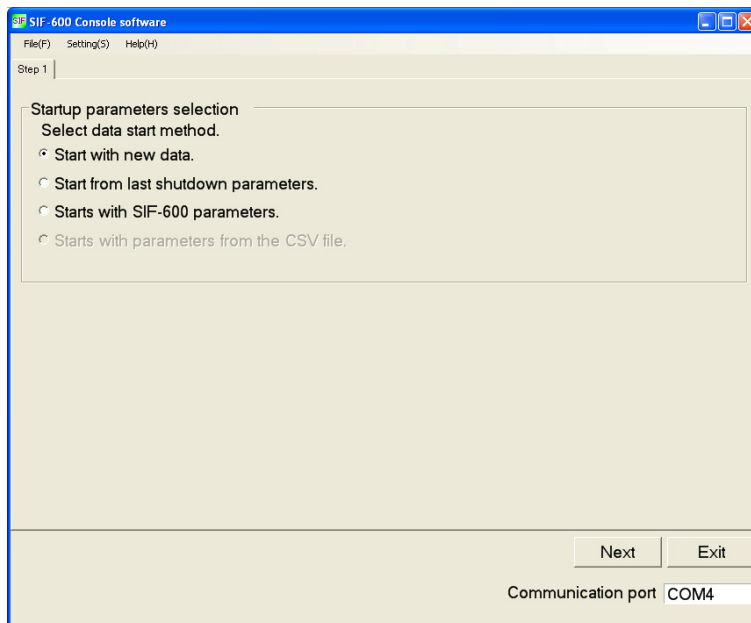 SIF SIF-600 Console software
File(F) Setting(S) Help(H)
Step 1
Startup parameters selection
Select data start method.
Start with new data.
Start from last shutdown parameters.
Starts with SIF-600 parameters.
Starts with parameters from the CSV file.
Next Exit
Communication port COM4